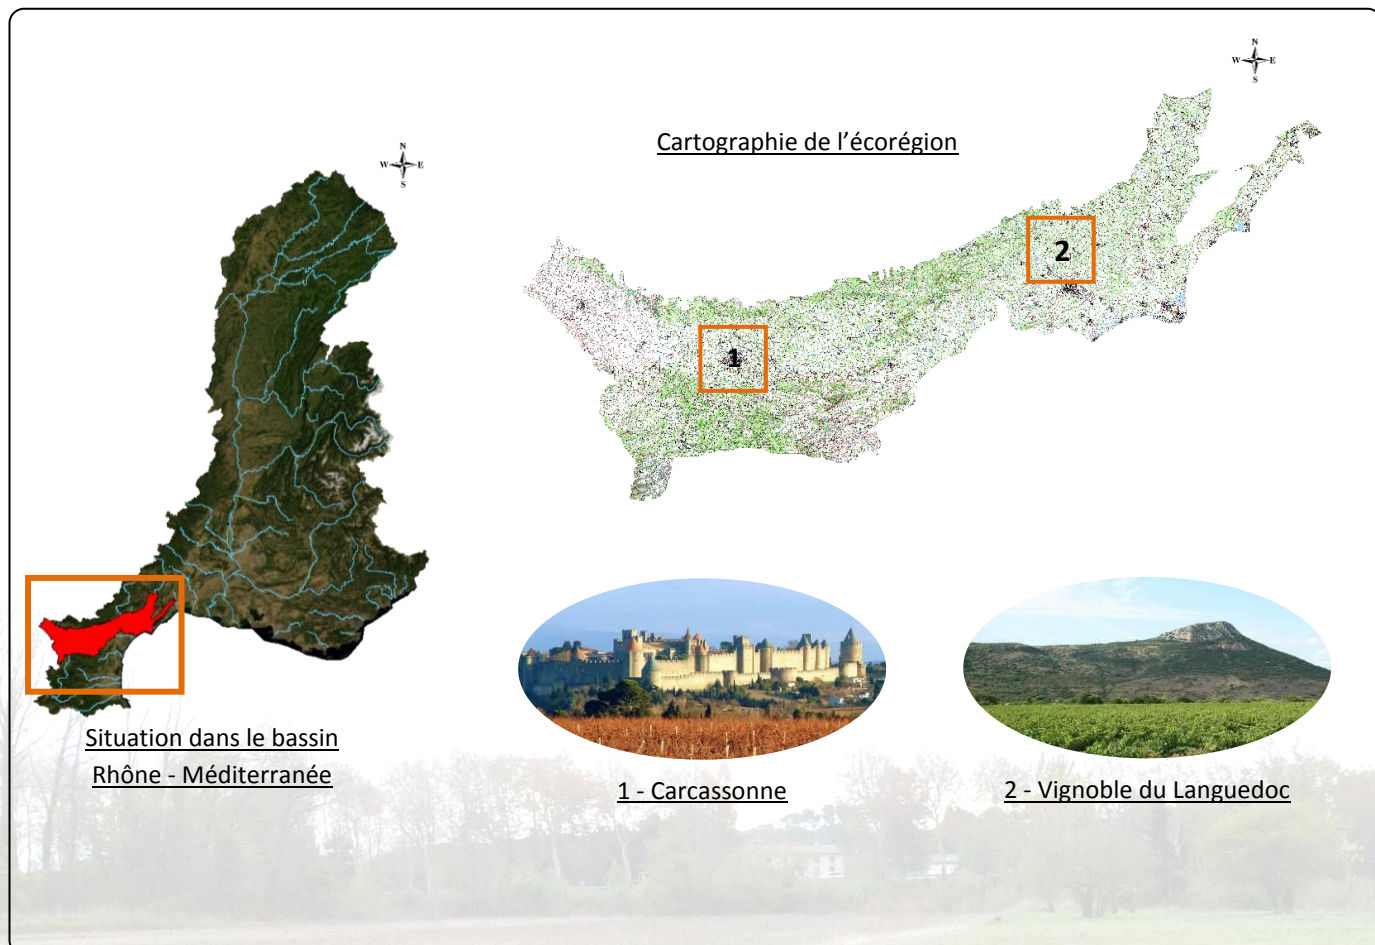 N
W E
S
Cartographie de l'écorégion
N
W E
S
2
1
Situation dans le bassin
Rhône - Méditerranée
1 - Carcassonne
2 - Vignoble du Languedoc